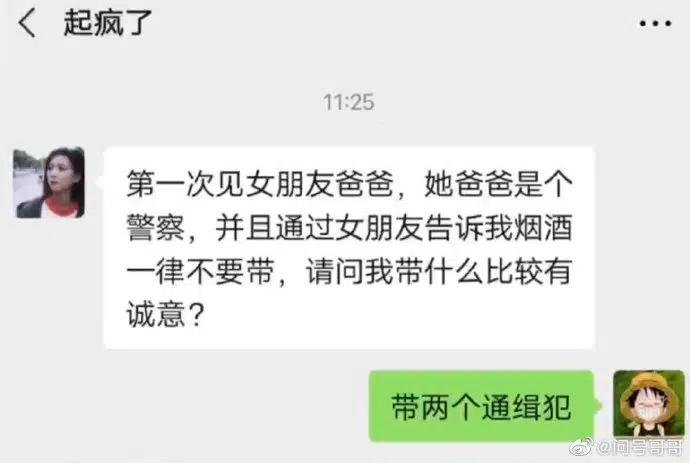 起疯了
11:25
第一次见女朋友爸爸，她爸爸是个
警察，并且通过女朋友告诉我烟酒
一律不要带，请问我带什么比较有
诚意？
带两个通缉犯
@问号哥哥